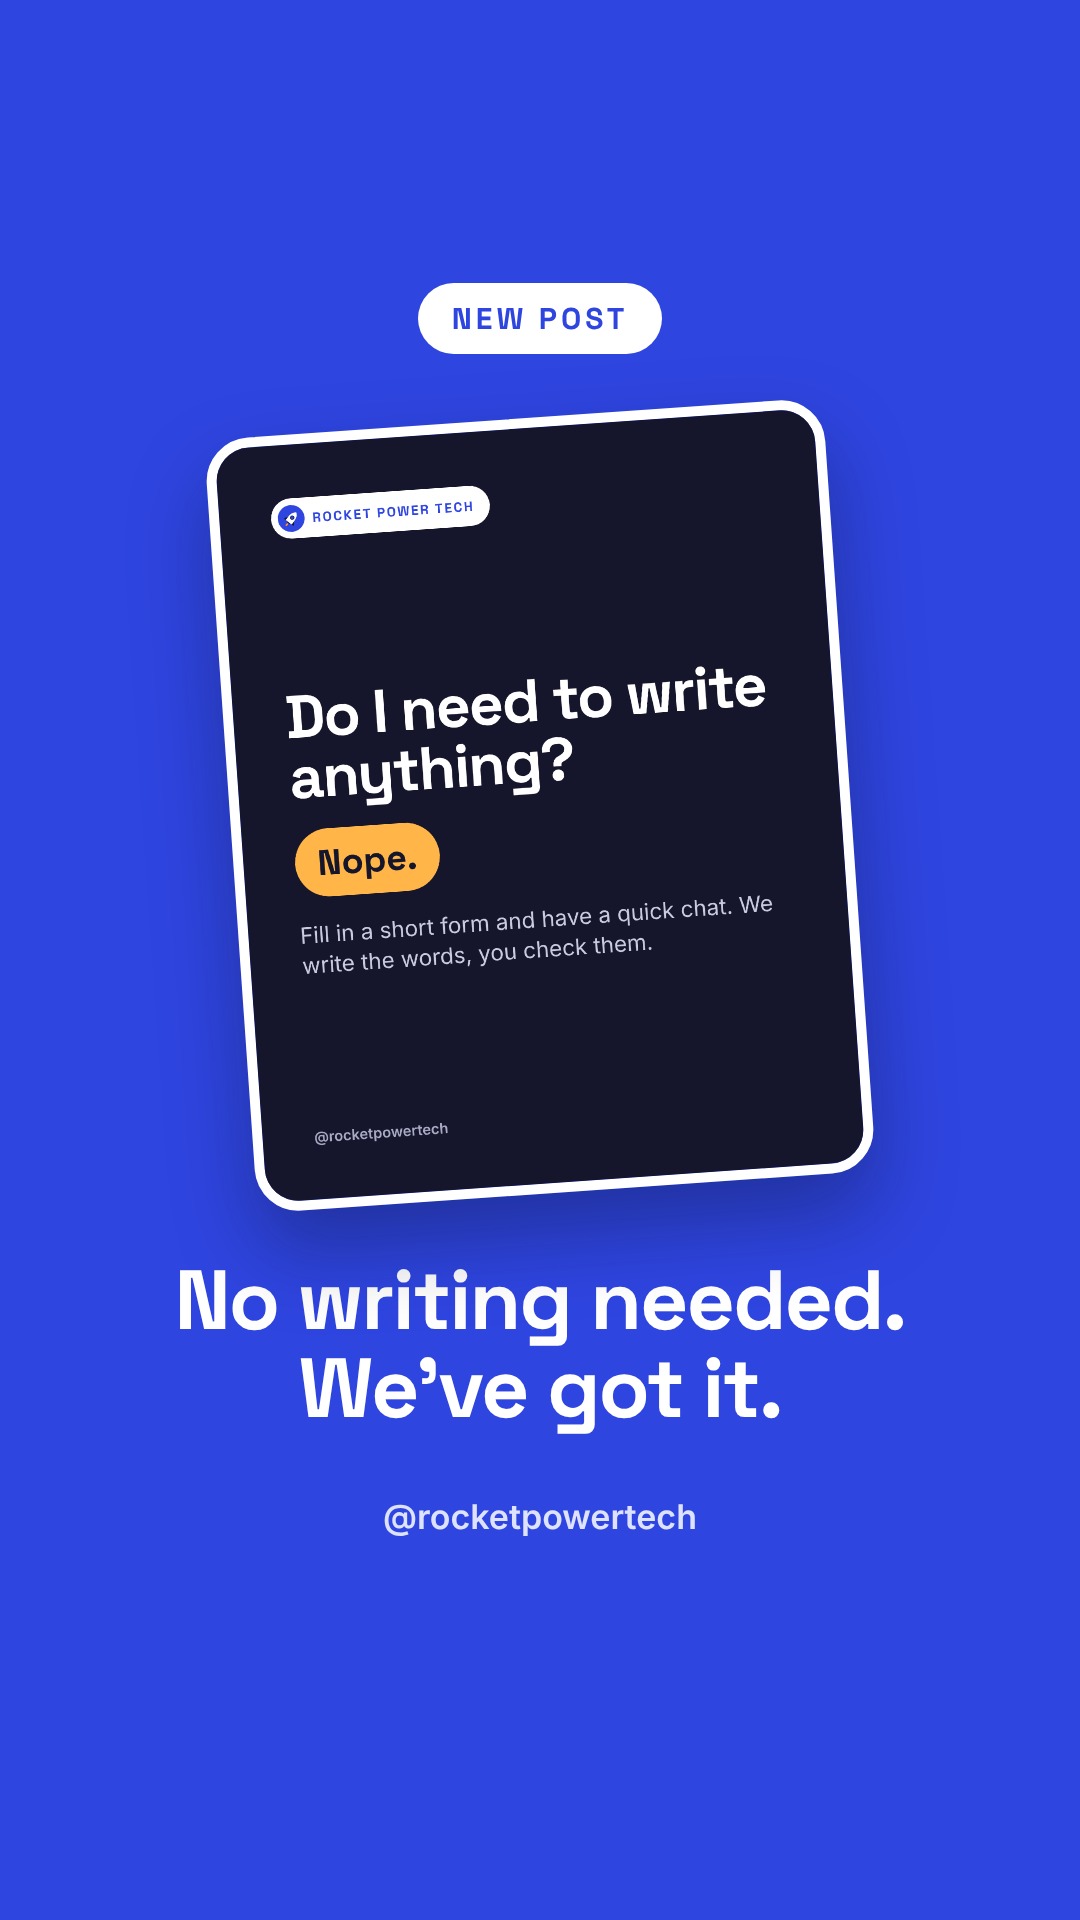 NEW POST
ROCKET POWER TECH
Do I need to write
anything?
Nope.
Fill in a short form and have a quick chat. We
write the words, you check them.
@rocketpowertech
No writing needed.
We’ve got it.
@rocketpowertech